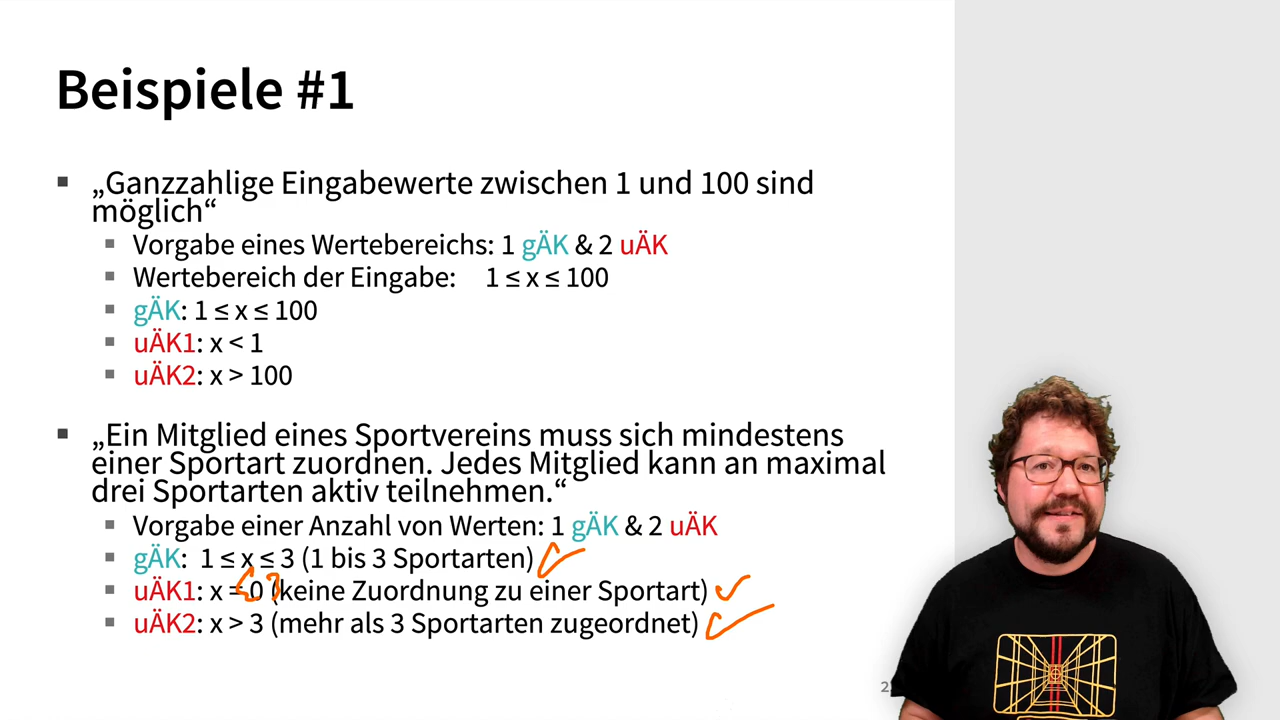 Beispiele #1
▪ „Ganzzahlige Eingabewerte zwischen 1 und 100 sind
möglich“
▪ Vorgabe eines Wertebereichs: 1 gÄK & 2 uÄK
▪ Wertebereich der Eingabe: 1 ≤ x ≤ 100
▪ gÄK: 1 ≤ x ≤ 100
▪ uÄK1: x < 1
▪ uÄK2: x > 100
▪ „Ein Mitglied eines Sportvereins muss sich mindestens
einer Sportart zuordnen. Jedes Mitglied kann an maximal
drei Sportarten aktiv teilnehmen.“
▪ Vorgabe einer Anzahl von Werten: 1 gÄK & 2 uÄK
▪ gÄK: 1 ≤ x ≤ 3 (1 bis 3 Sportarten)
▪ uÄK1: x = 0 (keine Zuordnung zu einer Sportart)
▪ uÄK2: x > 3 (mehr als 3 Sportarten zugeordnet)